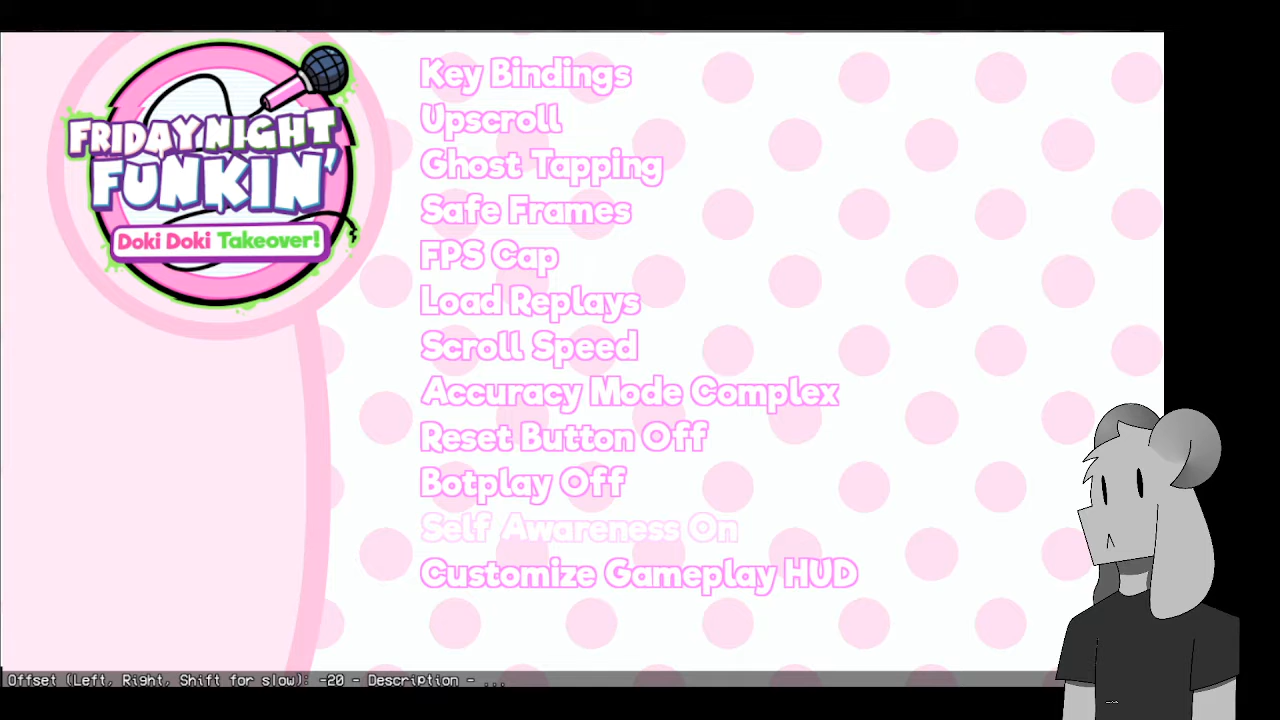 FRIDAY NIGHT
FUNKIN'
Doki Doki Takeover!
Key Bindings
Upscroll
Ghost Tapping
Safe Frames
FPS Cap
Load Replays
Scroll Speed
Accuracy Mode Complex
Reset Button Off
Botplay Off
Self Awareness On
Customize Gameplay HUD
Offset (Left, Right, Shift for slow): -20 - Description - ...